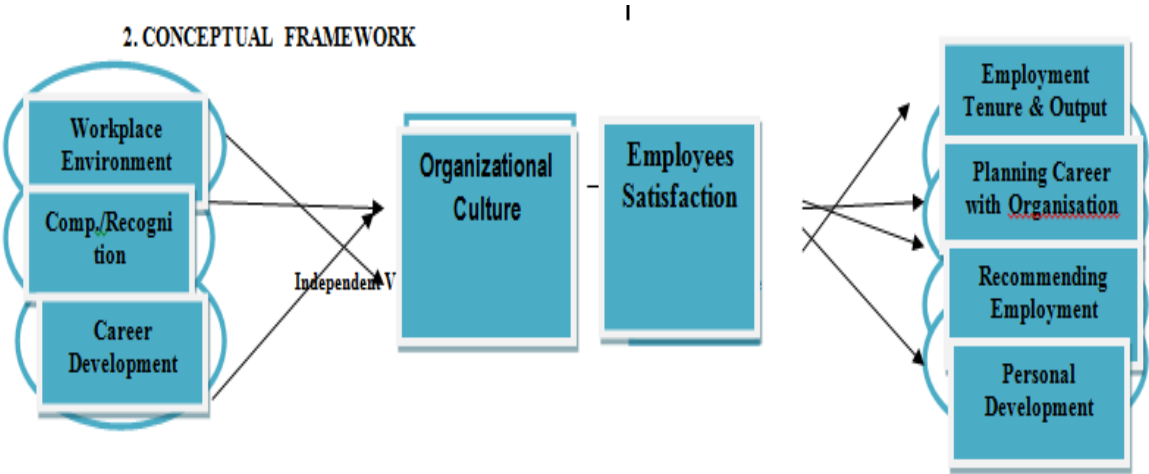 2. CONCEPTUAL FRAMEWORK
Workplace
Environment
Comp./Recogni
tion
Career
Development
Independent V
Organizational
Culture
Employees
Satisfaction
Employment
Tenure & Output
Planning Career
with Organisation
Recommending
Employment
Personal
Development